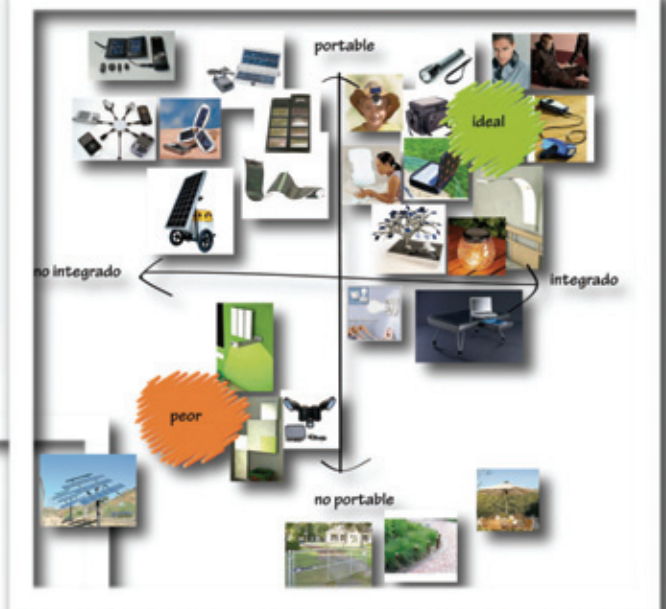 portable
ideal
no integrado
integrado
peor
no portable